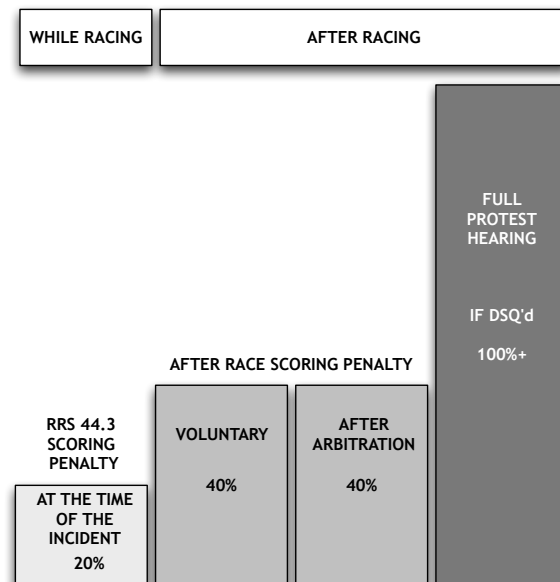 WHILE RACING
AFTER RACING
FULL
PROTEST
HEARING
IF DSQ'd
100%+
AFTER RACE SCORING PENALTY
RRS 44.3
SCORING
PENALTY
VOLUNTARY
40%
AFTER
ARBITRATION
40%
AT THE TIME
OF THE
INCIDENT
20%